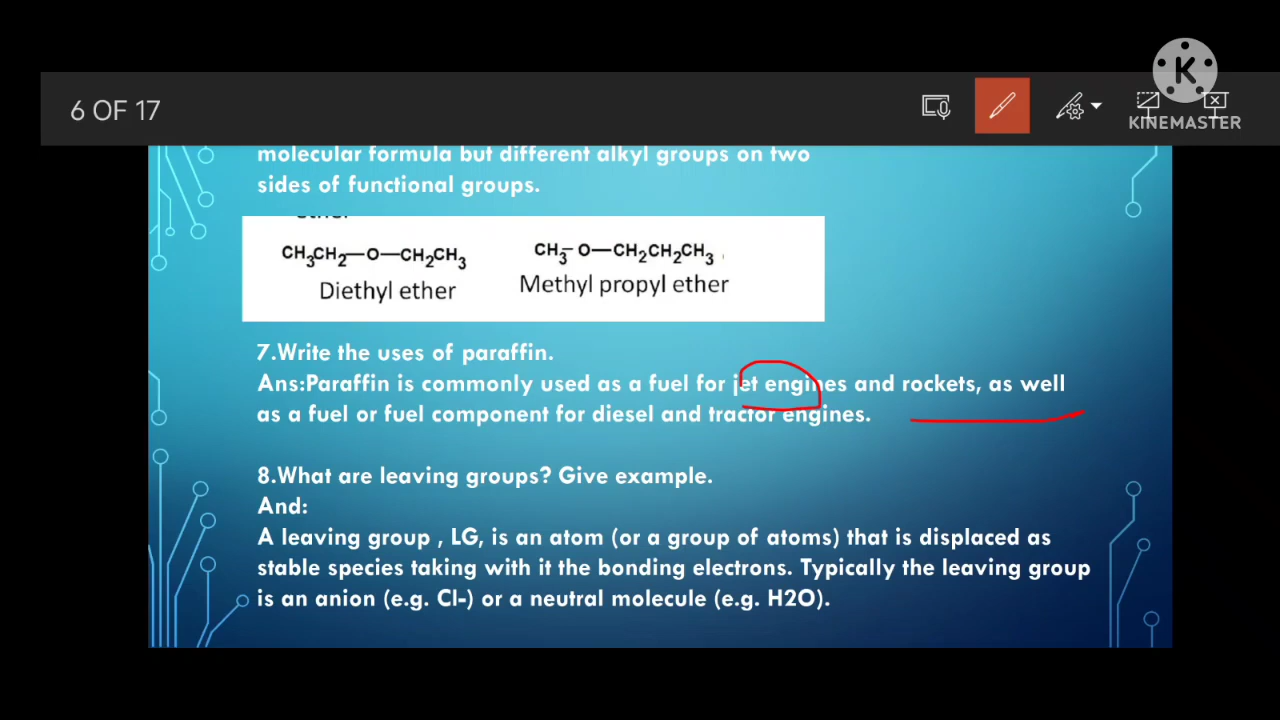 6 OF 17
KINEMASTER
molecular formula but different alkyl groups on two
sides of functional groups.
ether
CH3CH2—O—CH2CH3
CH3—O—CH2CH2CH3
Diethyl ether
Methyl propyl ether
7.Write the uses of paraffin.
Ans:Paraffin is commonly used as a fuel for jet engines and rockets, as well
as a fuel or fuel component for diesel and tractor engines.
8.What are leaving groups? Give example.
And:
A leaving group , LG, is an atom (or a group of atoms) that is displaced as
stable species taking with it the bonding electrons. Typically the leaving group
is an anion (e.g. Cl-) or a neutral molecule (e.g. H2O).